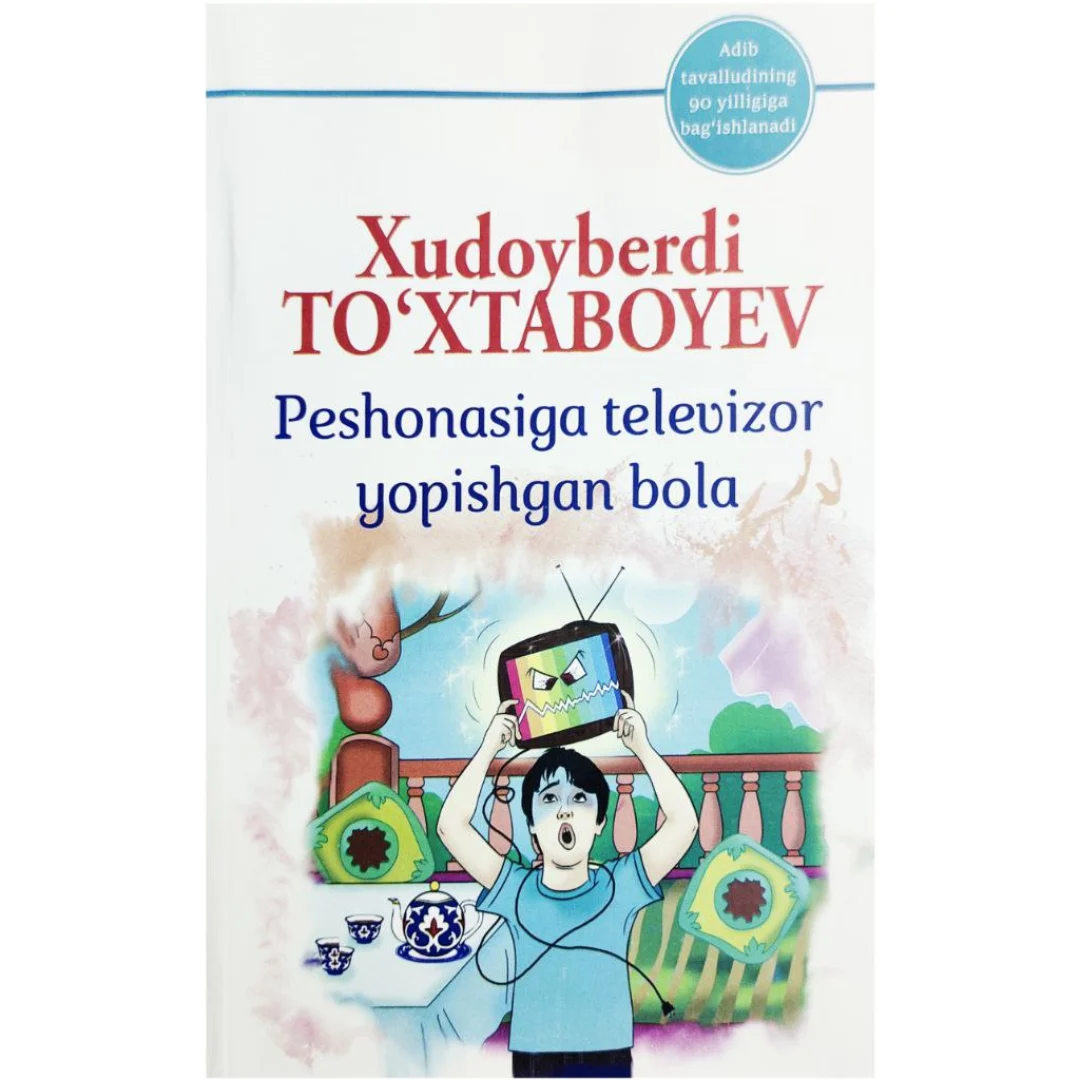 Adib
tavalludining
90 yilligiga
bag‘ishlanadi
Xudoyberdi
TO‘XTABOYEV
Peshonasiga televizor
yopishgan bola